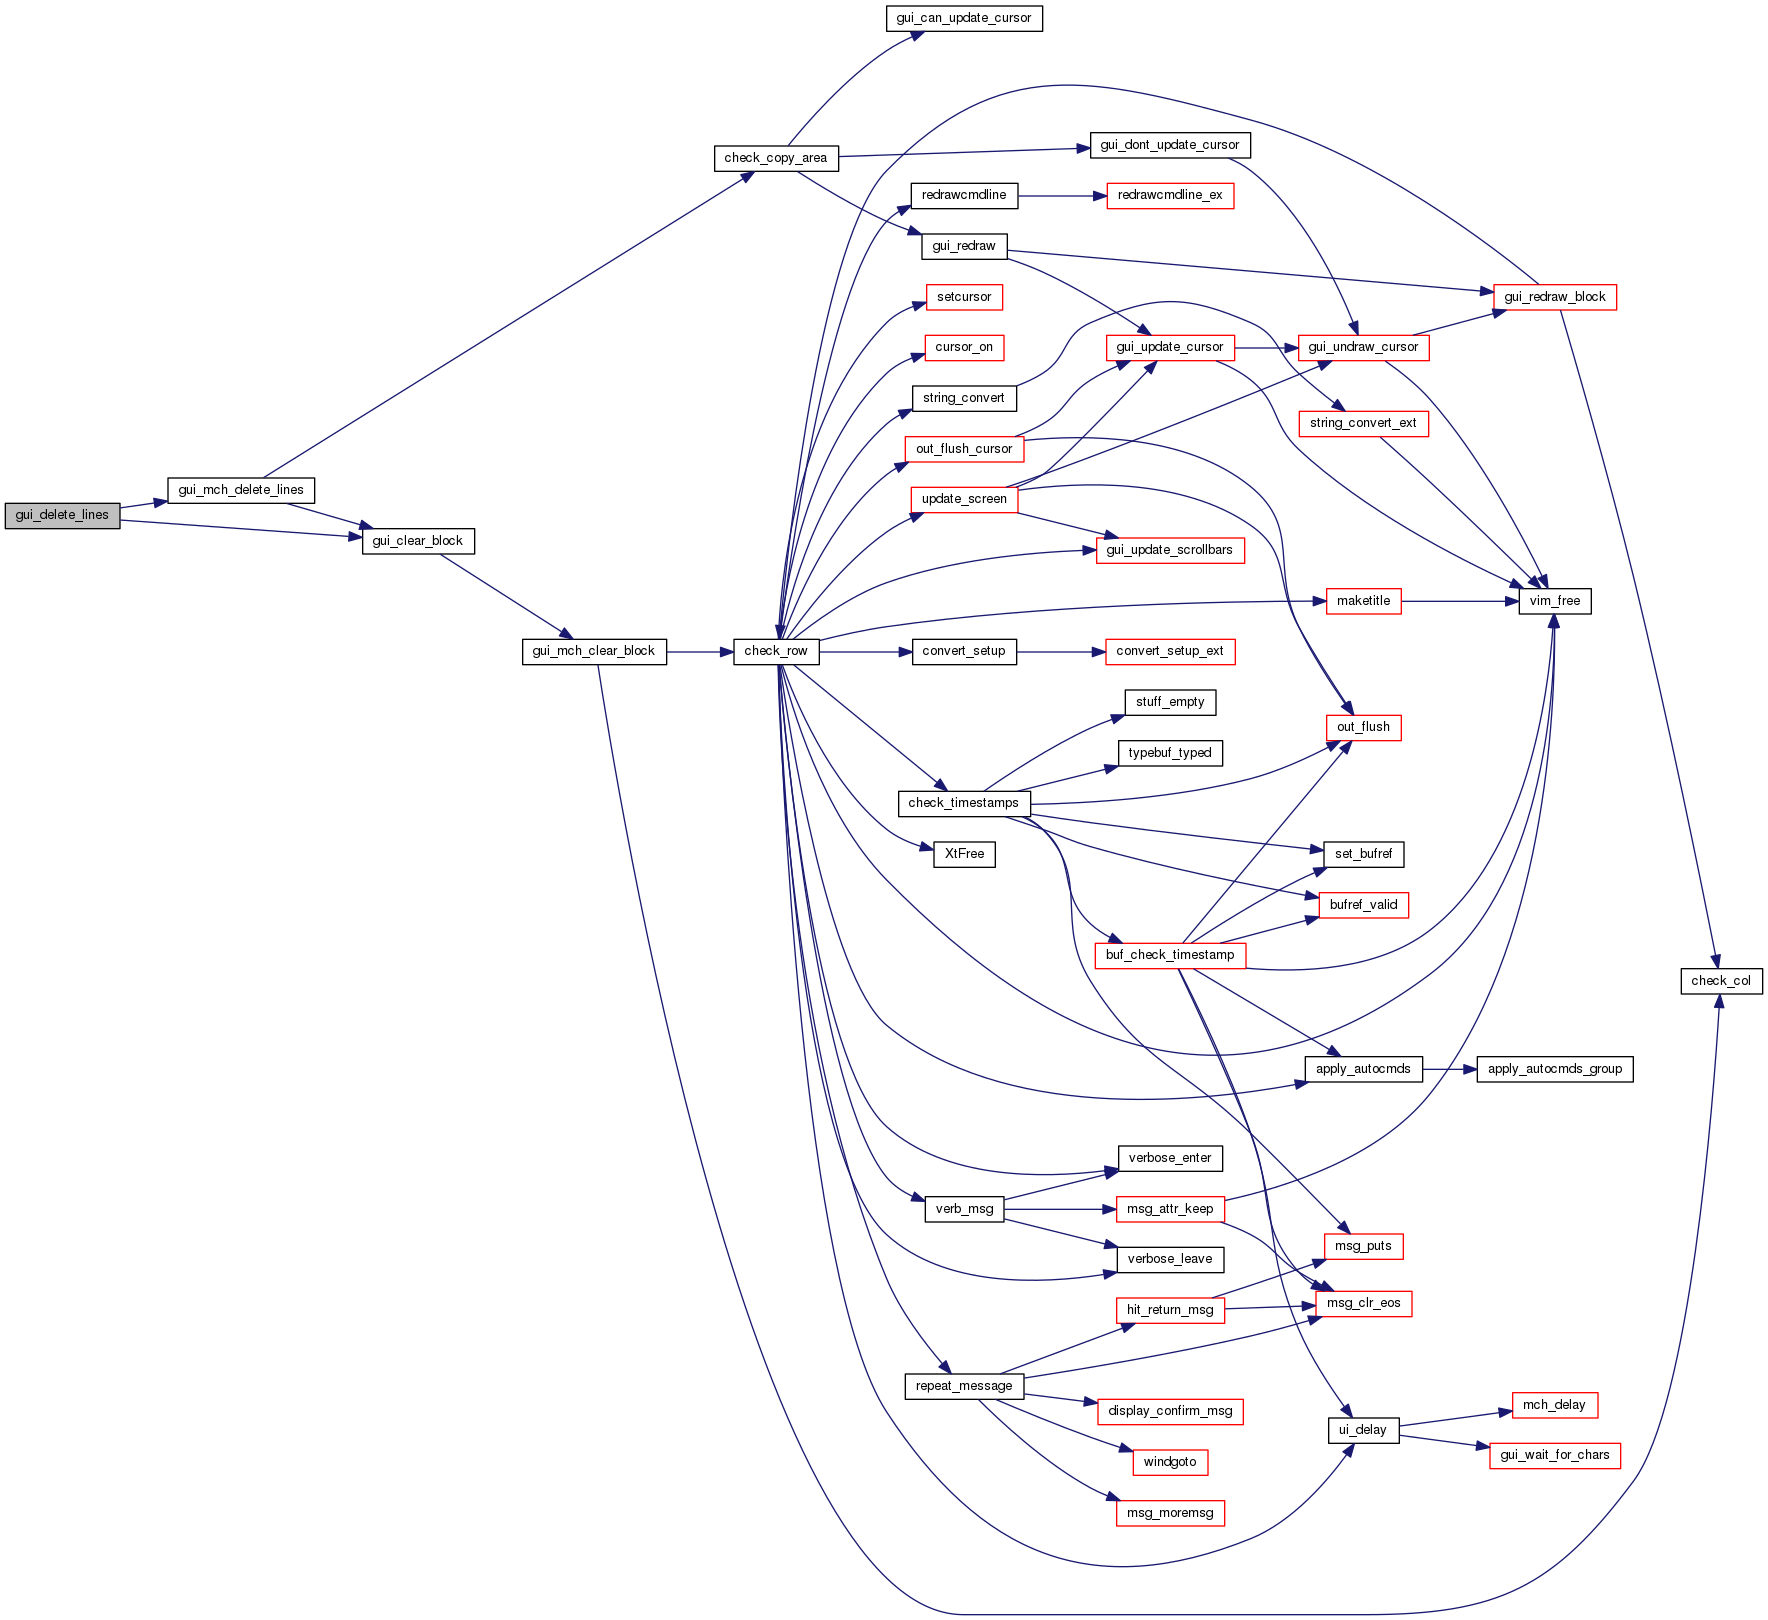 gui_can_update_cursor
gui_dont_update_cursor
check_copy_area
redrawcmdline
redrawcmdline_ex
gui_redraw
setcursor
gui_redraw_block
cursor_on
gui_update_cursor
gui_undraw_cursor
string_convert
string_convert_ext
out_flush_cursor
gui_mch_delete_lines
update_screen
gui_delete_lines
gui_clear_block
gui_update_scrollbars
maketitle
vim_free
gui_mch_clear_block
check_row
convert_setup
convert_setup_ext
stuff_empty
out_flush
typebuf_typed
check_timestamps
XtFree
set_bufref
bufref_valid
buf_check_timestamp
check_col
apply_autocmds
apply_autocmds_group
verbose_enter
verb_msg
msg_attr_keep
msg_puts
verbose_leave
msg_clr_eos
hit_return_msg
repeat_message
mch_delay
display_confirm_msg
ui_delay
gui_wait_for_chars
windgoto
msg_moremsg